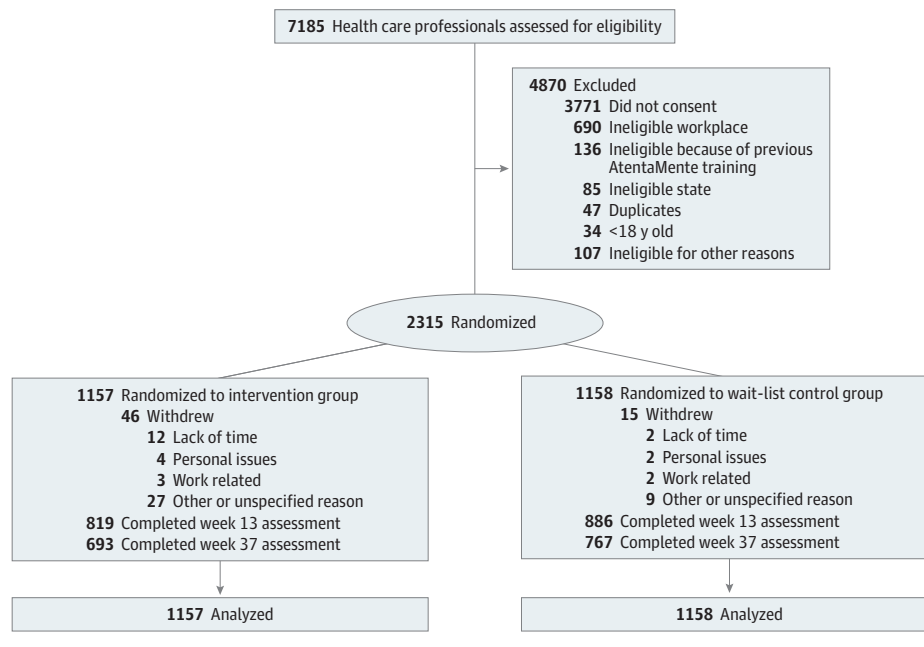 7185 Health care professionals assessed for eligibility
4870 Excluded
3771 Did not consent
690 Ineligible workplace
136 Ineligible because of previous
AtentaMente training
85 Ineligible state
47 Duplicates
34 <18 y old
107 Ineligible for other reasons
2315 Randomized
1157 Randomized to intervention group
46 Withdrew
12 Lack of time
4 Personal issues
3 Work related
27 Other or unspecified reason
819 Completed week 13 assessment
693 Completed week 37 assessment
1158 Randomized to wait-list control group
15 Withdrew
2 Lack of time
2 Personal issues
2 Work related
9 Other or unspecified reason
886 Completed week 13 assessment
767 Completed week 37 assessment
1157 Analyzed
1158 Analyzed